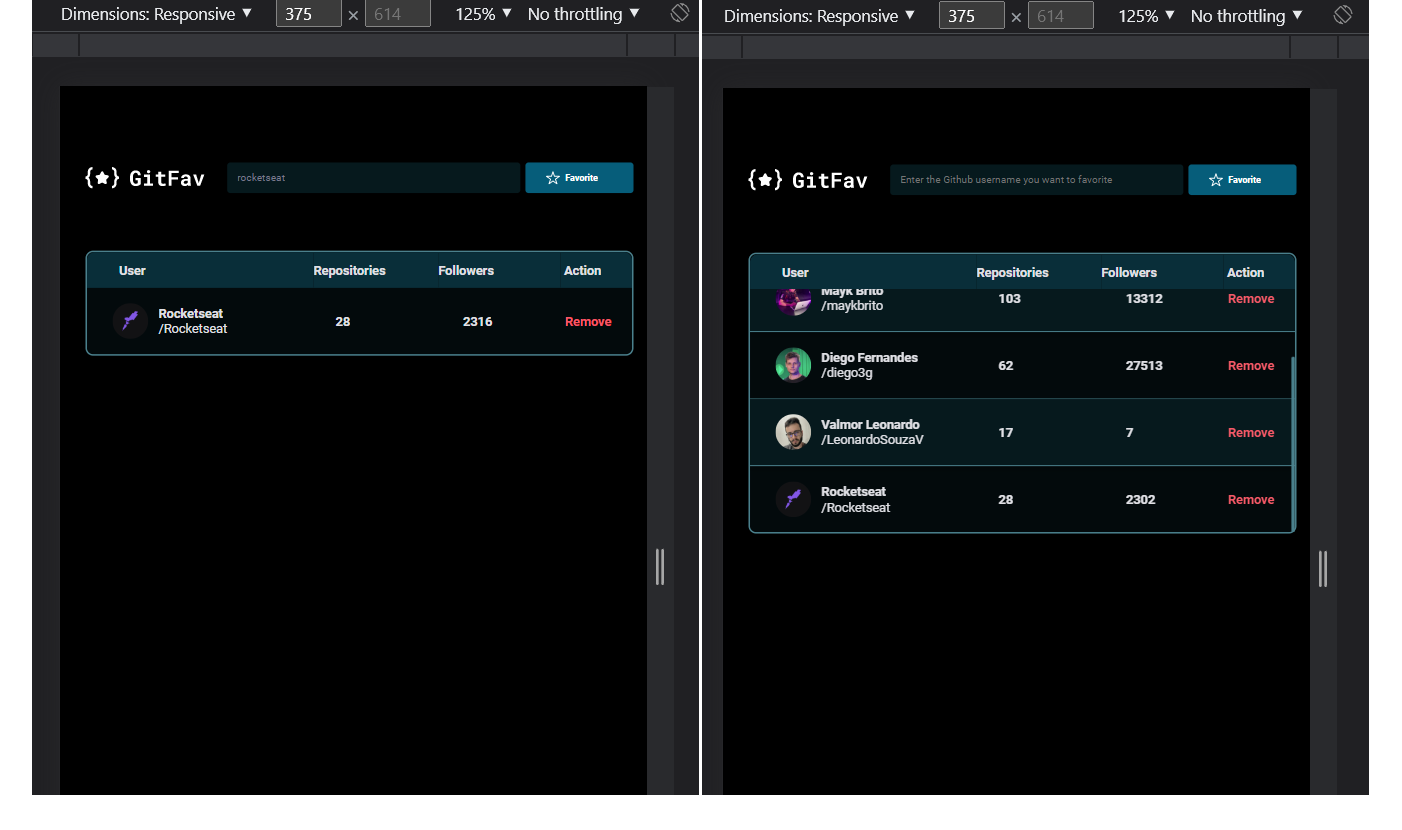 Dimensions: Responsive ▼ 375 × 614 125% ▼ No throttling ▼
{★} GitFav rocketseat Favorite
User Repositories Followers Action
Rocketseat
/Rocketseat 28 2316 Remove
Dimensions: Responsive ▼ 375 × 614 125% ▼ No throttling ▼
{★} GitFav Enter the Github username you want to favorite Favorite
User Repositories Followers Action
Mayk Brito
/maykbrito 103 13312 Remove
Diego Fernandes
/diego3g 62 27513 Remove
Valmor Leonardo
/LeonardoSouzaV 17 7 Remove
Rocketseat
/Rocketseat 28 2302 Remove